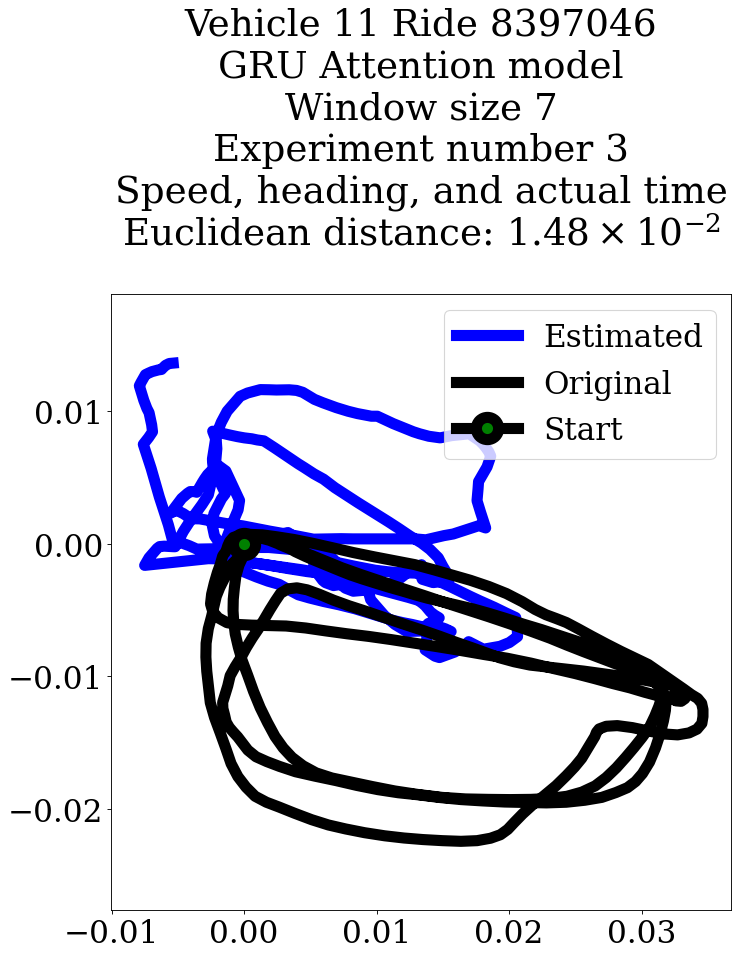 Vehicle 11 Ride 8397046
GRU Attention model
Window size 7
Experiment number 3
Speed, heading, and actual time
Euclidean distance: 1.48 × 10⁻²
Estimated
Original
Start
0.01
0.00
−0.01
−0.02
−0.01 0.00 0.01 0.02 0.03